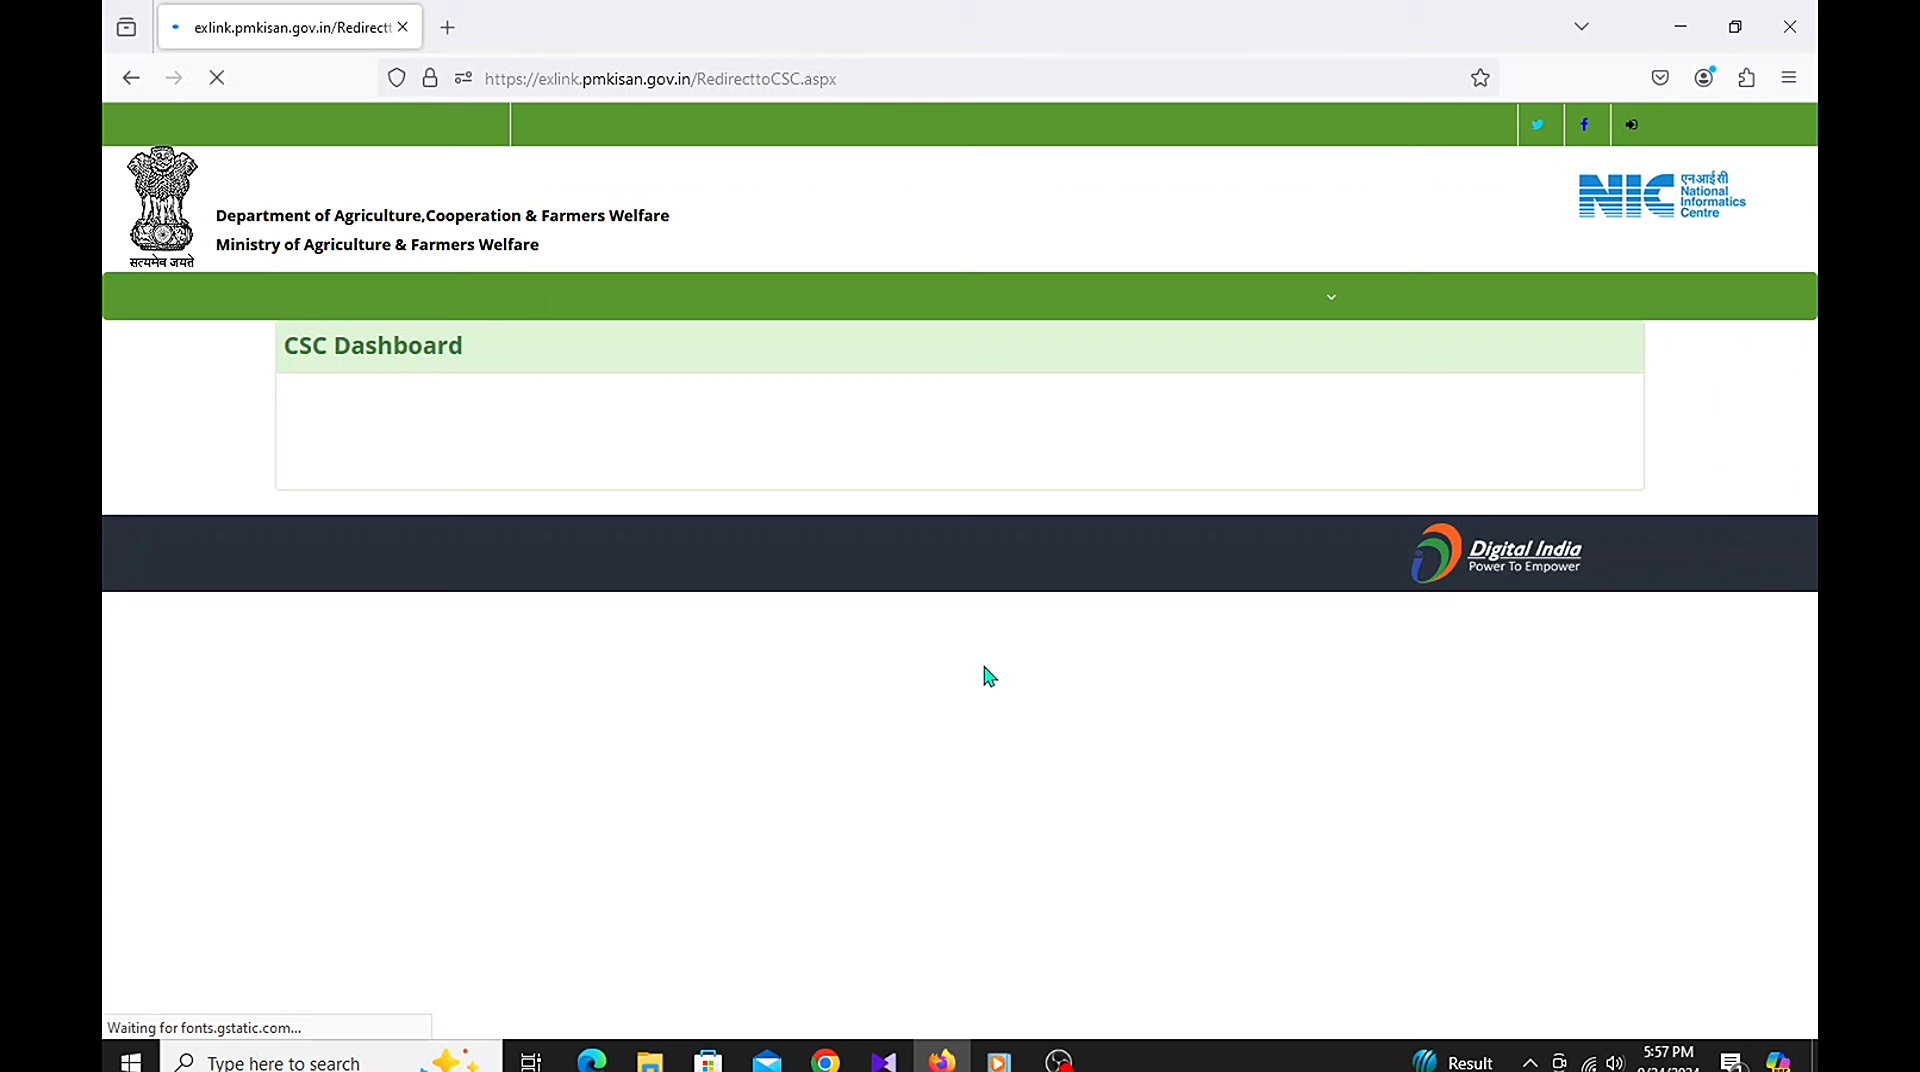 exlink.pmkisan.gov.in/Redirectt
https://exlink.pmkisan.gov.in/RedirecttoCSC.aspx
सत्यमेव जयते
Department of Agriculture,Cooperation & Farmers Welfare
Ministry of Agriculture & Farmers Welfare
NIC
एनआईसी
National
Informatics
Centre
CSC Dashboard
Digital India
Power To Empower
Waiting for fonts.gstatic.com...
Type here to search
Result
5:57 PM